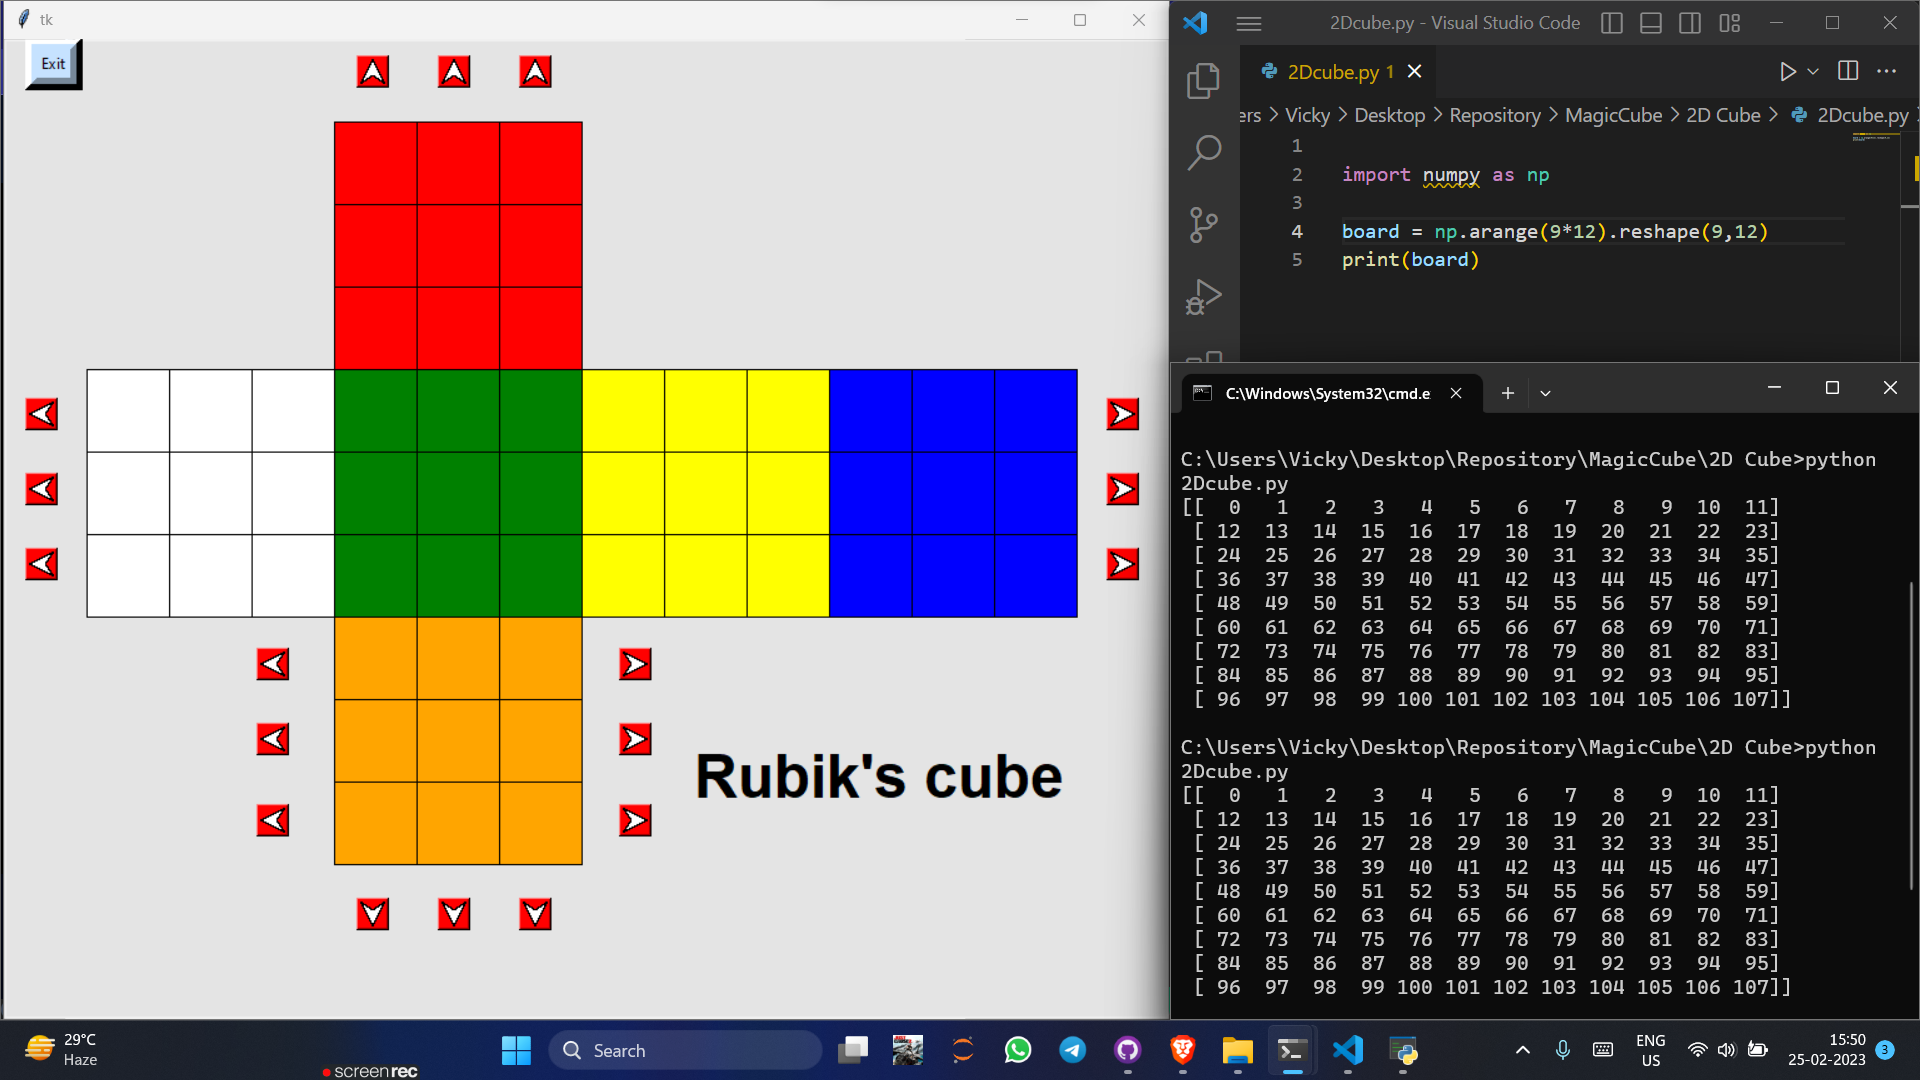 tk
Exit
Rubik's cube
2Dcube.py - Visual Studio Code
2Dcube.py 1
ers > Vicky > Desktop > Repository > MagicCube > 2D Cube > 2Dcube.py >
1
2 import numpy as np
3
4 board = np.arange(9*12).reshape(9,12)
5 print(board)
C:\Windows\System32\cmd.e
C:\Users\Vicky\Desktop\Repository\MagicCube\2D Cube>python
2Dcube.py
[[ 0 1 2 3 4 5 6 7 8 9 10 11]
[ 12 13 14 15 16 17 18 19 20 21 22 23]
[ 24 25 26 27 28 29 30 31 32 33 34 35]
[ 36 37 38 39 40 41 42 43 44 45 46 47]
[ 48 49 50 51 52 53 54 55 56 57 58 59]
[ 60 61 62 63 64 65 66 67 68 69 70 71]
[ 72 73 74 75 76 77 78 79 80 81 82 83]
[ 84 85 86 87 88 89 90 91 92 93 94 95]
[ 96 97 98 99 100 101 102 103 104 105 106 107]]
C:\Users\Vicky\Desktop\Repository\MagicCube\2D Cube>python
2Dcube.py
[[ 0 1 2 3 4 5 6 7 8 9 10 11]
[ 12 13 14 15 16 17 18 19 20 21 22 23]
[ 24 25 26 27 28 29 30 31 32 33 34 35]
[ 36 37 38 39 40 41 42 43 44 45 46 47]
[ 48 49 50 51 52 53 54 55 56 57 58 59]
[ 60 61 62 63 64 65 66 67 68 69 70 71]
[ 72 73 74 75 76 77 78 79 80 81 82 83]
[ 84 85 86 87 88 89 90 91 92 93 94 95]
[ 96 97 98 99 100 101 102 103 104 105 106 107]]
29°C
Haze
screenrec
Search
ENG
US
15:50
25-02-2023
3